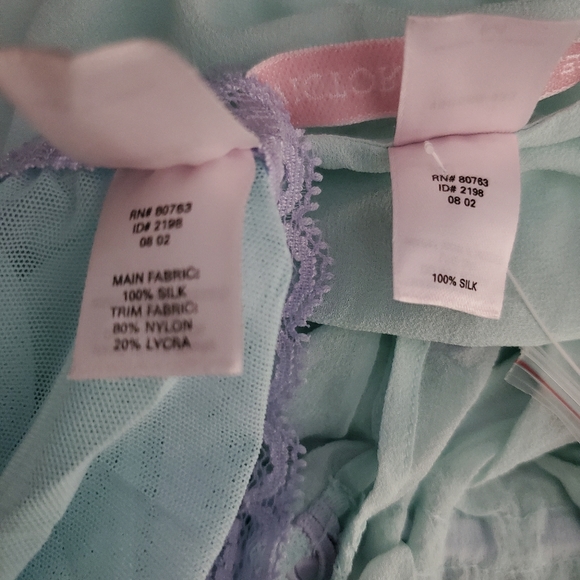 RN# 80763
ID# 2198
08 02
MAIN FABRIC:
100% SILK
TRIM FABRIC:
80% NYLON
20% LYCRA
RN# 80763
ID# 2198
08 02
100% SILK